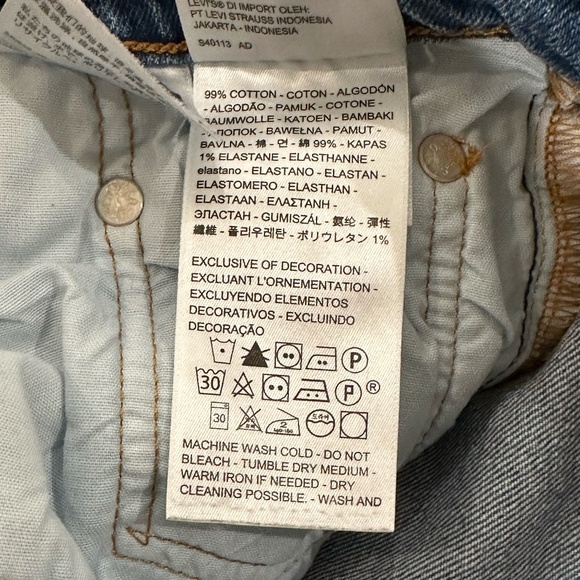 LEVI'S® DI IMPORT OLEH:
PT LEVI STRAUSS INDONESIA
JAKARTA - INDONESIA
S40113 AD
99% COTTON - COTON - ALGODÓN
- ALGODÃO - PAMUK - COTONE -
BAUMWOLLE - KATOEN - BAMBAKI
ХЛОПОК - BAWEŁNA - PAMUT -
BAVLNA - 棉 - 면 - 綿 99% - KAPAS
1% ELASTANE - ELASTHANNE -
elastano - ELASTANO - ELASTAN -
ELASTOMERO - ELASTHAN -
ELASTAAN - ΕΛΑΣΤΑΝΗ -
ЭЛАСТАН - GUMISZÁL - 氨纶 - 彈性
纖維 - 폴리우레탄 - ポリウレタン 1%
EXCLUSIVE OF DECORATION -
EXCLUANT L'ORNEMENTATION -
EXCLUYENDO ELEMENTOS
DECORATIVOS - EXCLUINDO
DECORAÇÃO
P
30 P ®
30 2
MACHINE WASH COLD - DO NOT
BLEACH - TUMBLE DRY MEDIUM -
WARM IRON IF NEEDED - DRY
CLEANING POSSIBLE. - WASH AND